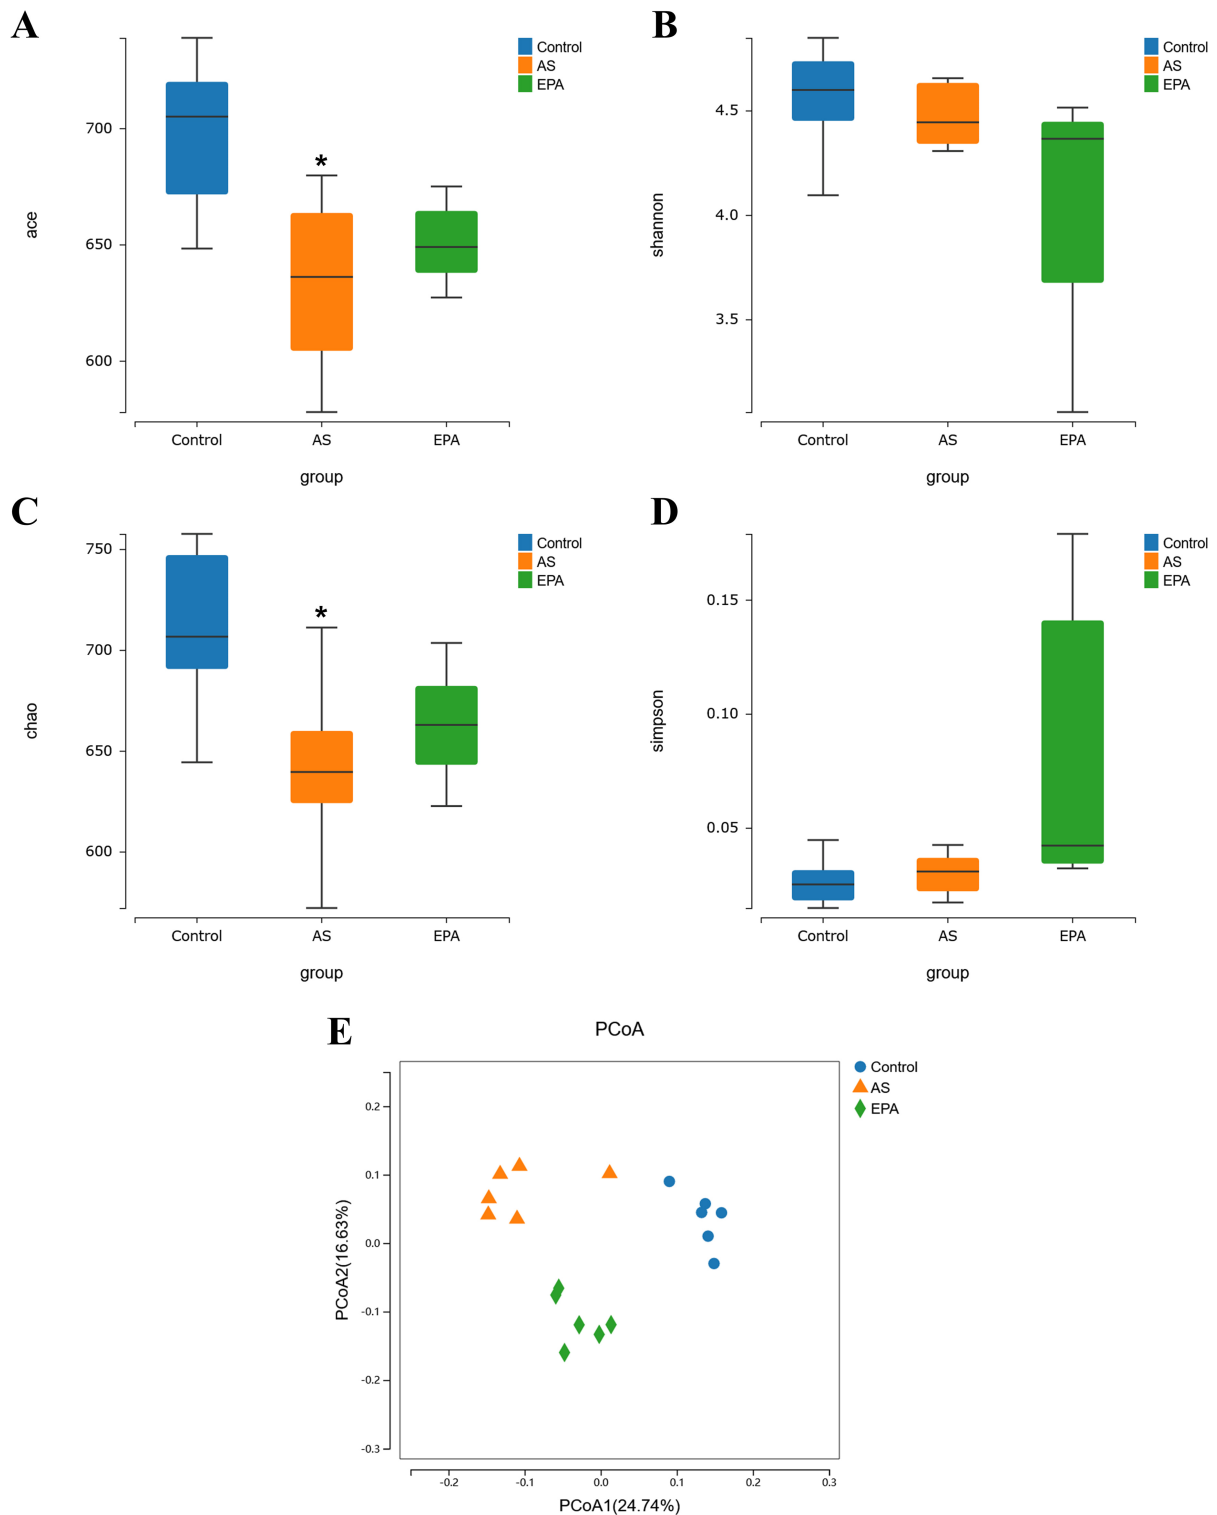 A
Control
AS
EPA
700
650
600
ace
*
Control AS EPA
group
B
Control
AS
EPA
4.5
4.0
3.5
shannon
Control AS EPA
group
C
Control
AS
EPA
750
700
650
600
chao
*
Control AS EPA
group
D
Control
AS
EPA
0.15
0.10
0.05
simpson
Control AS EPA
group
E
PCoA
Control
AS
EPA
0.2
0.1
0.0
-0.1
-0.2
-0.3
PCoA2(16.63%)
-0.2 -0.1 0.0 0.1 0.2 0.3
PCoA1(24.74%)